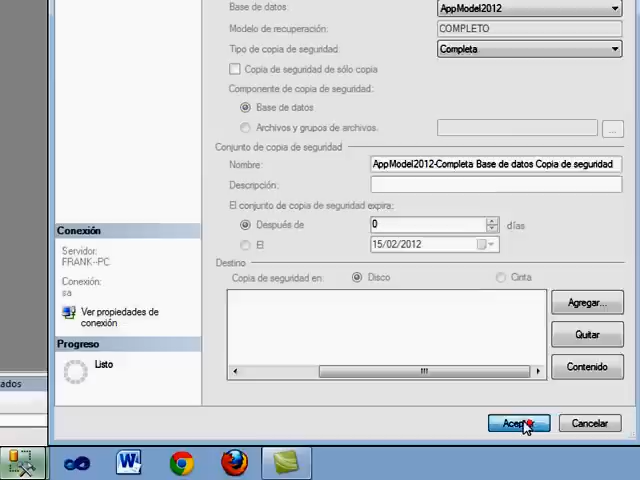 Base de datos:
AppModel2012
Modelo de recuperación:
COMPLETO
Tipo de copia de seguridad:
Completa
Copia de seguridad de sólo copia
Componente de copia de seguridad:
Base de datos
Archivos y grupos de archivos:
...
Conjunto de copia de seguridad
Nombre:
AppModel2012-Completa Base de datos Copia de seguridad
Descripción:
El conjunto de copia de seguridad expira:
Después de
0
días
El
15/02/2012
Destino
Copia de seguridad en:
Disco
Cinta
Agregar...
Quitar
Contenido
Conexión
Servidor:
FRANK--PC
Conexión:
sa
Ver propiedades de
conexión
Progreso
Listo
ados
Aceptar
Cancelar